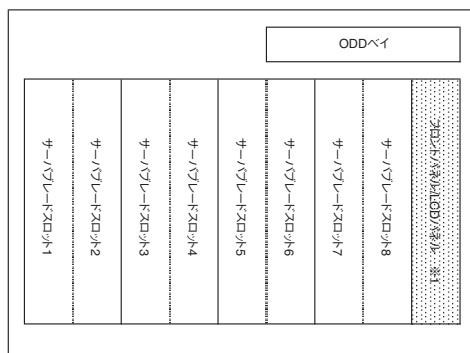 ODDベイ
サーバブレードスロット1
サーバブレードスロット2
サーバブレードスロット3
サーバブレードスロット4
サーバブレードスロット5
サーバブレードスロット6
サーバブレードスロット7
サーバブレードスロット8
フロントパネル/LCDパネル ※1